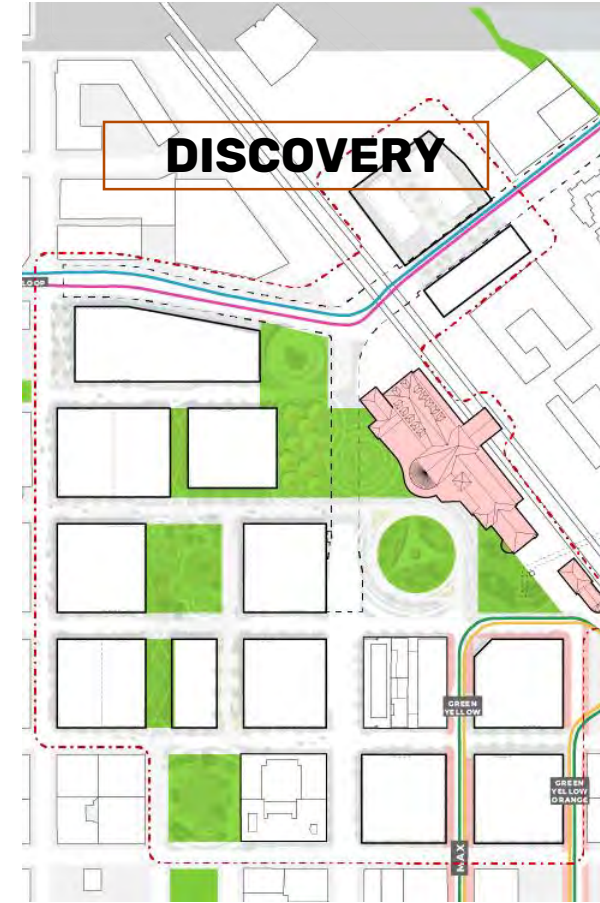 DISCOVERY
LOOP
GREEN
YELLOW
GREEN
YELLOW
ORANGE
MAX